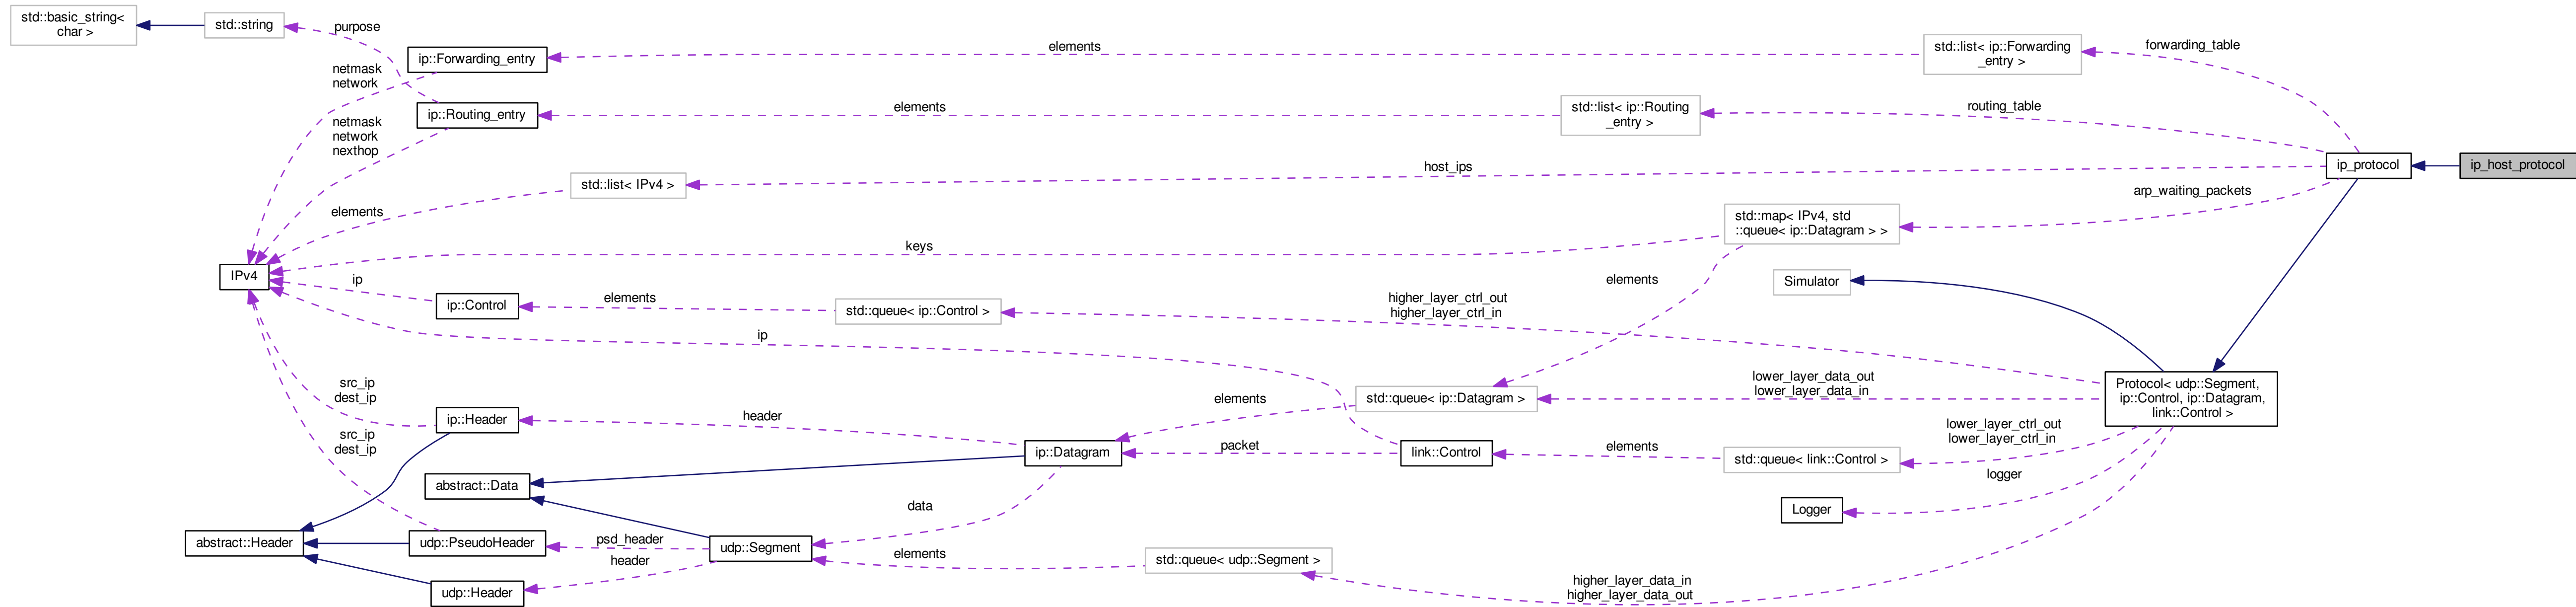 std::basic_string<
char >
std::string
purpose
ip::Forwarding_entry
elements
std::list< ip::Forwarding
_entry >
forwarding_table
netmask
network
ip::Routing_entry
elements
std::list< ip::Routing
_entry >
routing_table
netmask
network
nexthop
host_ips
ip_protocol
ip_host_protocol
std::list< IPv4 >
arp_waiting_packets
elements
std::map< IPv4, std
::queue< ip::Datagram > >
keys
IPv4
ip
ip::Control
elements
std::queue< ip::Control >
higher_layer_ctrl_out
higher_layer_ctrl_in
elements
Simulator
ip
src_ip
dest_ip
lower_layer_data_out
lower_layer_data_in
Protocol< udp::Segment,
ip::Control, ip::Datagram,
link::Control >
std::queue< ip::Datagram >
elements
ip::Header
header
src_ip
dest_ip
ip::Datagram
packet
link::Control
elements
std::queue< link::Control >
lower_layer_ctrl_out
lower_layer_ctrl_in
logger
abstract::Data
data
Logger
abstract::Header
udp::PseudoHeader
psd_header
header
udp::Segment
elements
std::queue< udp::Segment >
udp::Header
higher_layer_data_in
higher_layer_data_out